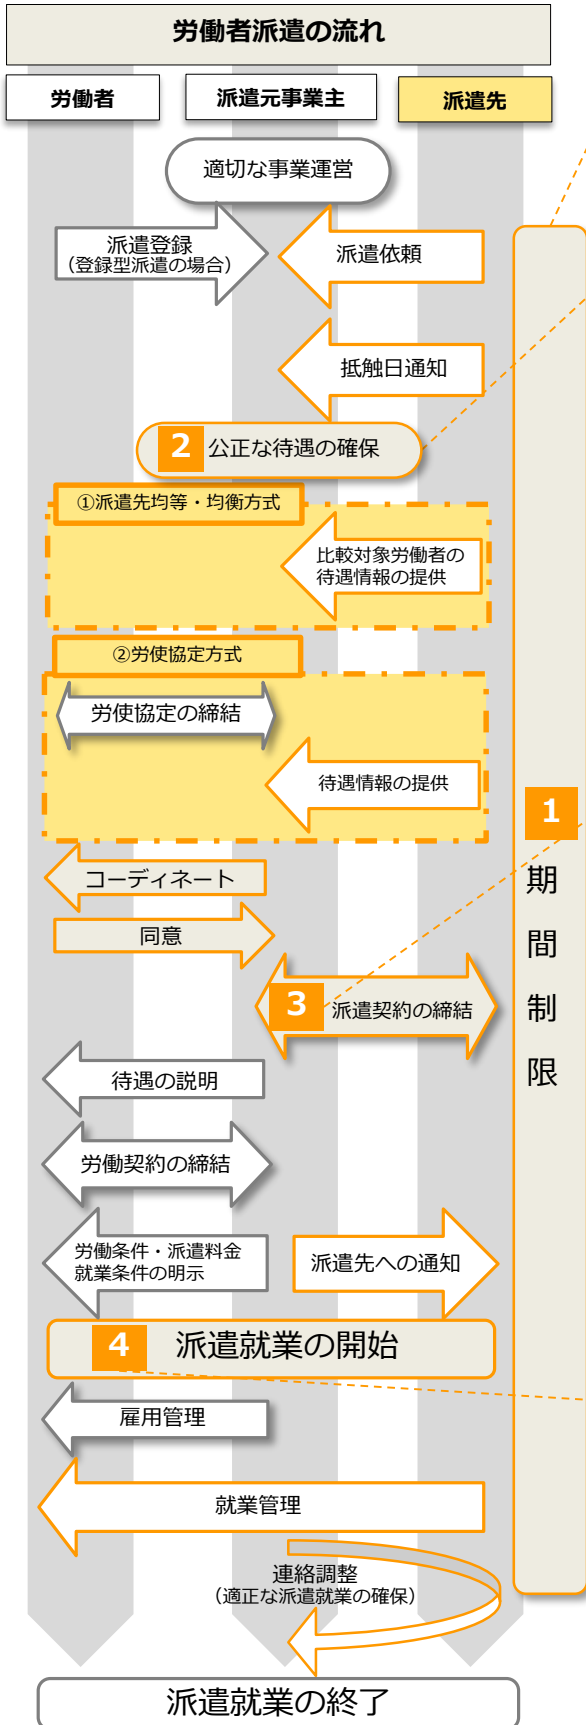 労働者派遣の流れ
労働者
派遣元事業主
派遣先
適切な事業運営
派遣登録
(登録型派遣の場合)
派遣依頼
抵触日通知
2 公正な待遇の確保
①派遣先均等・均衡方式
比較対象労働者の
待遇情報の提供
②労使協定方式
労使協定の締結
待遇情報の提供
1
期
間
制
限
コーディネート
同意
3 派遣契約の締結
待遇の説明
労働契約の締結
労働条件・派遣料金
就業条件の明示
派遣先への通知
4 派遣就業の開始
雇用管理
就業管理
連絡調整
(適正な派遣就業の確保)
派遣就業の終了